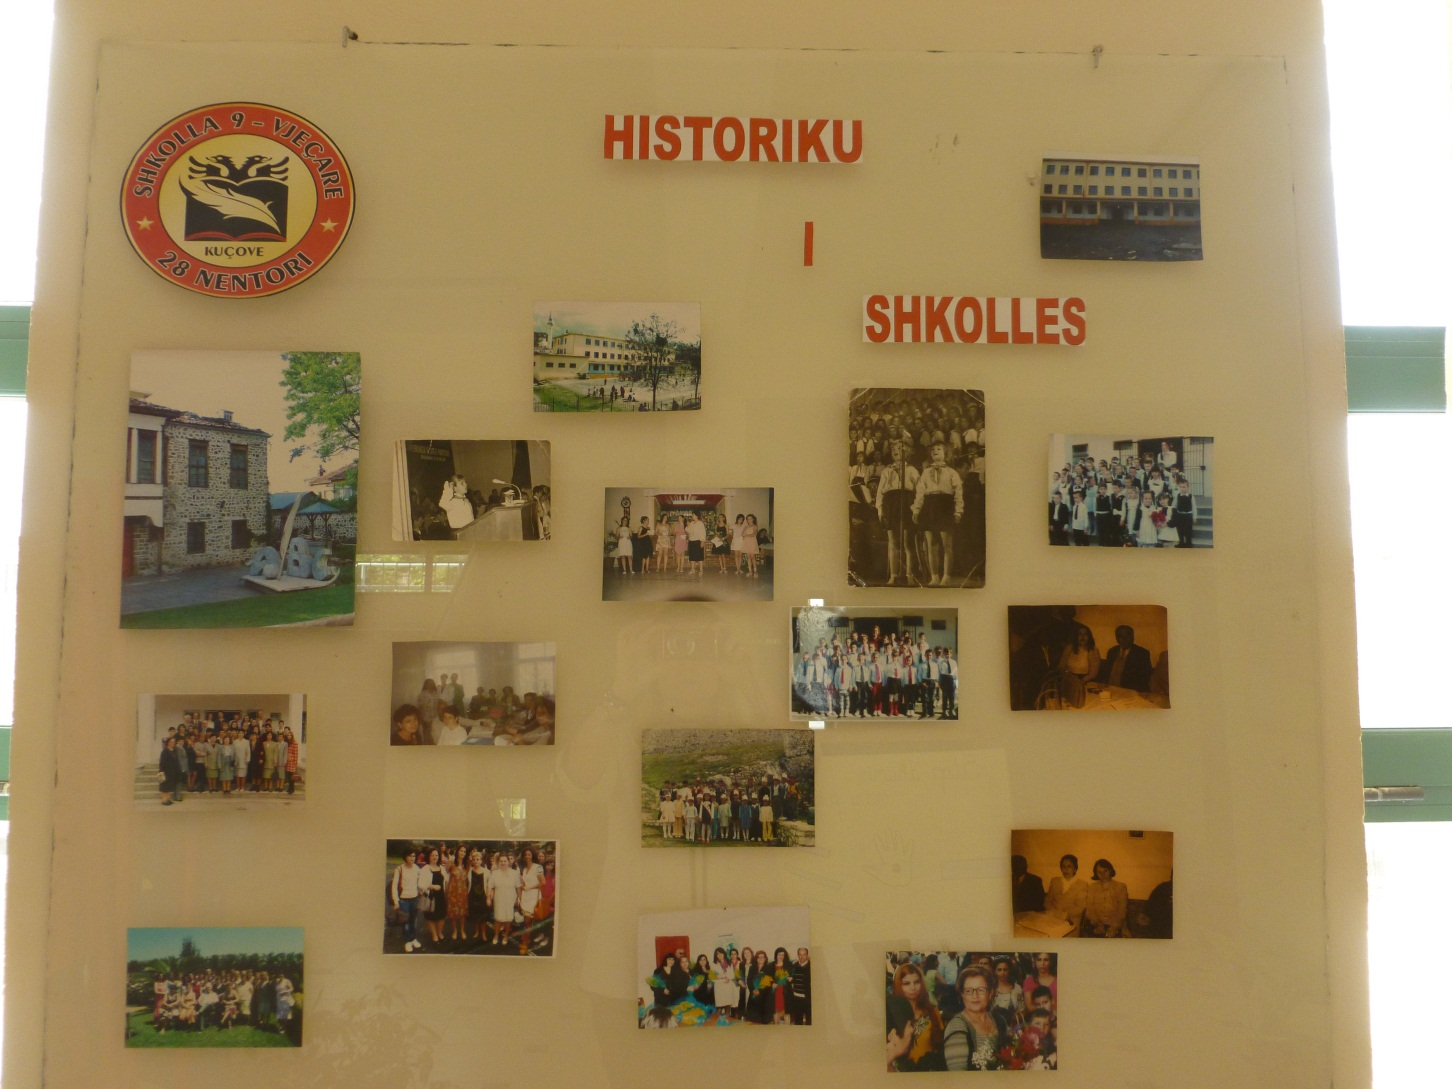 SHKOLLA 9 - VJEÇARE
KUÇOVE
28 NENTORI
HISTORIKU
I
SHKOLLES